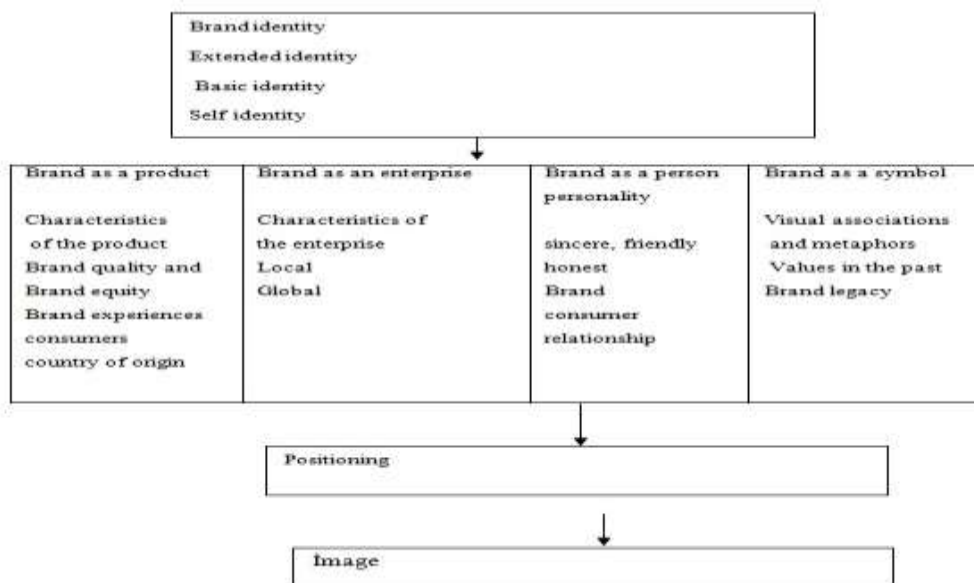 Brand identity
Extended identity
Basic identity
Self identity
Brand as a product
Characteristics
of the product
Brand quality and
Brand equity
Brand experiences
consumers
country of origin
Brand as an enterprise
Characteristics of
the enterprise
Local
Global
Brand as a person
personality
sincere, friendly
honest
Brand
consumer
relationship
Brand as a symbol
Visual associations
and metaphors
Values in the past
Brand legacy
Positioning
İmage